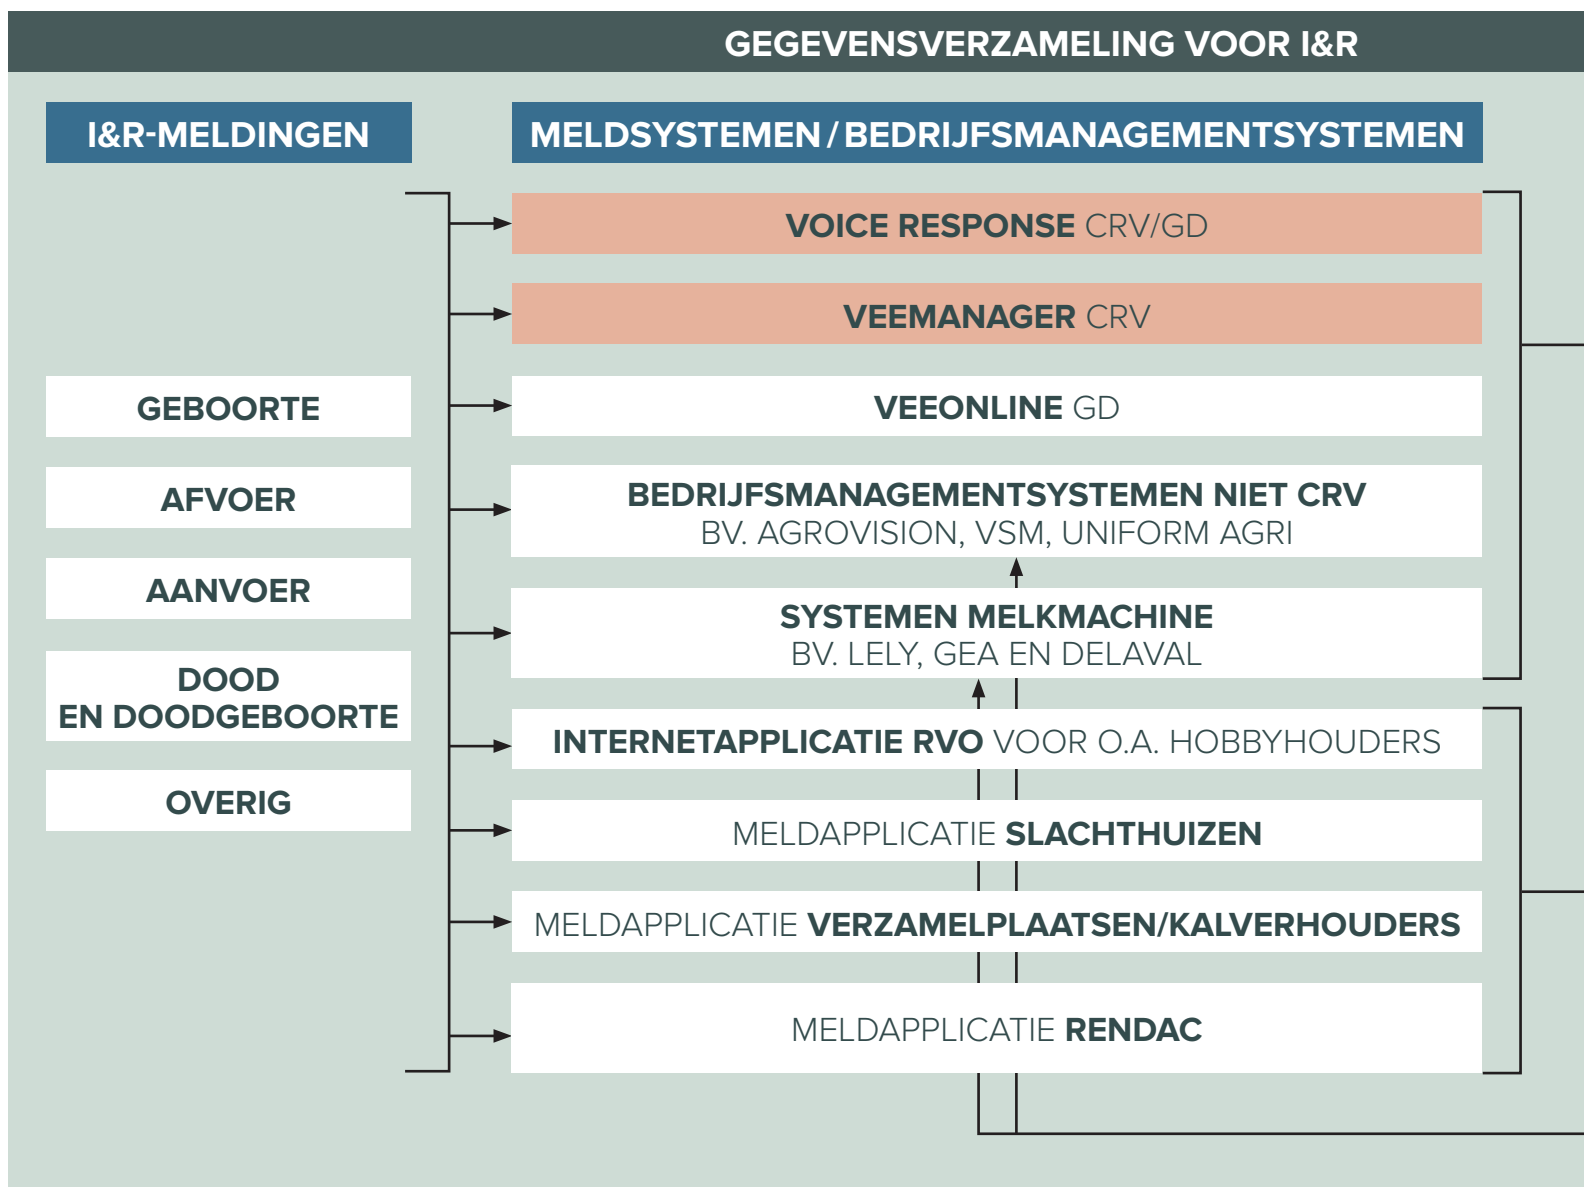 GEGEVENSVERZAMELING VOOR I&R
I&R-MELDINGEN
GEBOORTE
AFVOER
AANVOER
DOOD
EN DOODGEBOORTE
OVERIG
MELDSYSTEMEN / BEDRIJFSMANAGEMENTSYSTEMEN
VOICE RESPONSE CRV/GD
VEEMANAGER CRV
VEEONLINE GD
BEDRIJFSMANAGEMENTSYSTEMEN NIET CRV
BV. AGROVISION, VSM, UNIFORM AGRI
SYSTEMEN MELKMACHINE
BV. LELY, GEA EN DELAVAL
INTERNETAPPLICATIE RVO VOOR O.A. HOBBYHOUDERS
MELDAPPLICATIE SLACHTHUIZEN
MELDAPPLICATIE VERZAMELPLAATSEN/KALVERHOUDERS
MELDAPPLICATIE RENDAC